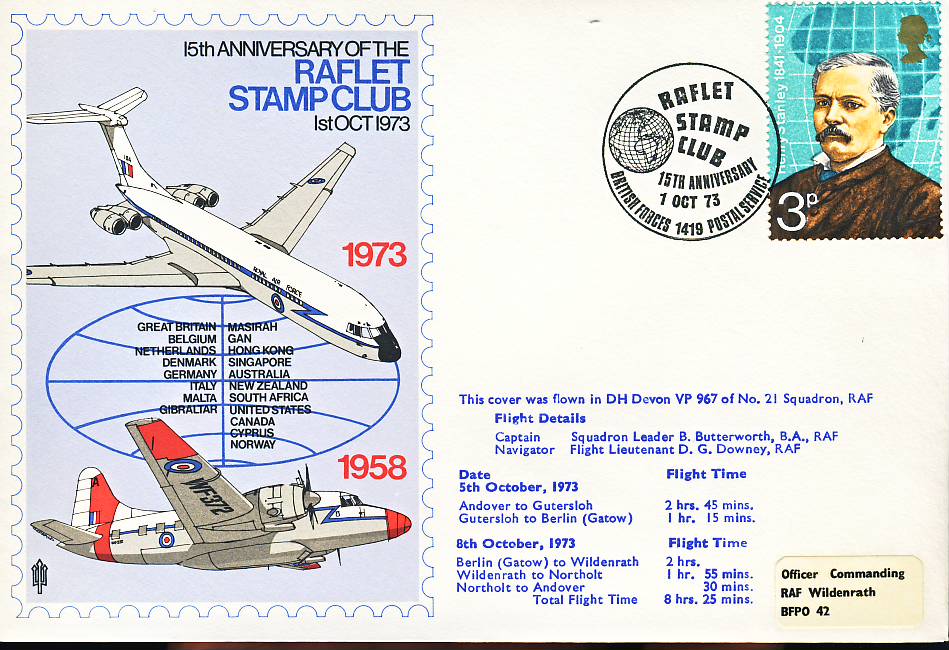 15th ANNIVERSARY OF THE
RAFLET
STAMP CLUB
1st OCT 1973
1973
ROYAL AIR FORCE
GREAT BRITAIN
BELGIUM
NETHERLANDS
DENMARK
GERMANY
ITALY
MALTA
GIBRALTAR
MASIRAH
GAN
HONG KONG
SINGAPORE
AUSTRALIA
NEW ZEALAND
SOUTH AFRICA
UNITED STATES
CANADA
CYPRUS
NORWAY
1958
WF372
A
RAFLET
STAMP
CLUB
15TH ANNIVERSARY
1 OCT 73
BRITISH FORCES 1419 POSTAL SERVICE
Stanley 1841-1904
3p
This cover was flown in DH Devon VP 967 of No. 21 Squadron, RAF
Flight Details
Captain Squadron Leader B. Butterworth, B.A., RAF
Navigator Flight Lieutenant D. G. Downey, RAF
Date Flight Time
5th October, 1973
Andover to Gutersloh 2 hrs. 45 mins.
Gutersloh to Berlin (Gatow) 1 hr. 15 mins.
8th October, 1973 Flight Time
Berlin (Gatow) to Wildenrath 2 hrs.
Wildenrath to Northolt 1 hr. 55 mins.
Northolt to Andover 30 mins.
Total Flight Time 8 hrs. 25 mins.
Officer Commanding
RAF Wildenrath
BFPO 42